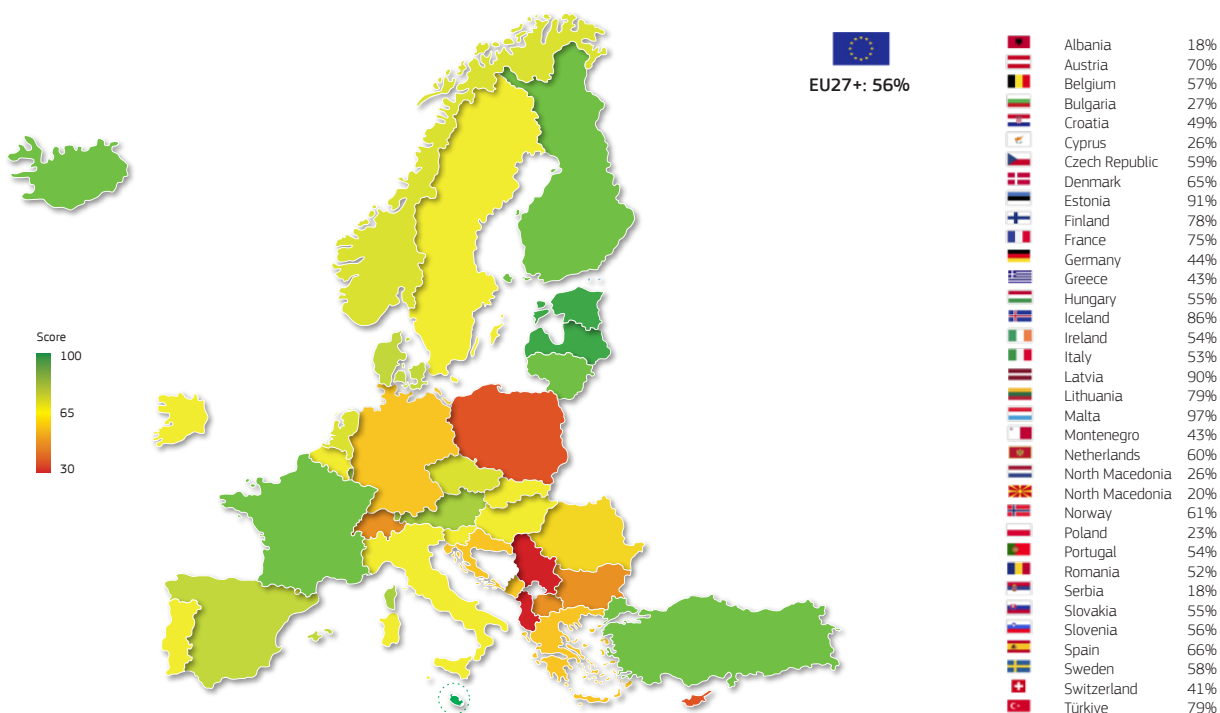 EU27+: 56%
Score
100
65
30
Albania 18%
Austria 70%
Belgium 57%
Bulgaria 27%
Croatia 49%
Cyprus 26%
Czech Republic 59%
Denmark 65%
Estonia 91%
Finland 78%
France 75%
Germany 44%
Greece 43%
Hungary 55%
Iceland 86%
Ireland 54%
Italy 53%
Latvia 90%
Lithuania 79%
Malta 97%
Montenegro 43%
Netherlands 60%
North Macedonia 26%
North Macedonia 20%
Norway 61%
Poland 23%
Portugal 54%
Romania 52%
Serbia 18%
Slovakia 55%
Slovenia 56%
Spain 66%
Sweden 58%
Switzerland 41%
Türkiye 79%